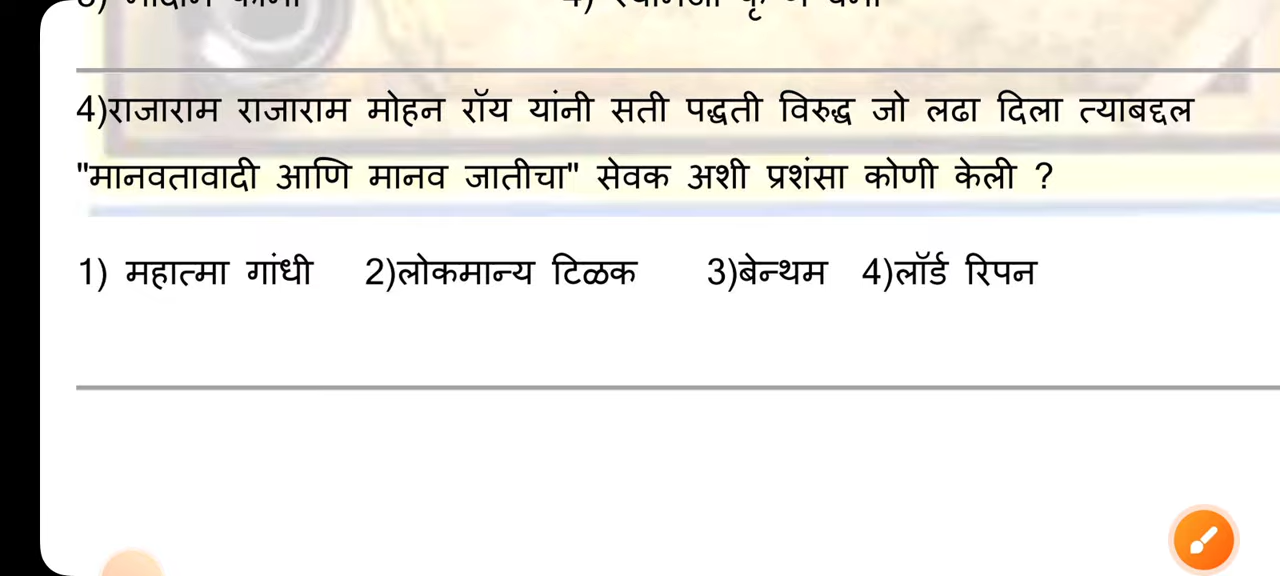 4)राजाराम राजाराम मोहन रॉय यांनी सती पद्धती विरुद्ध जो लढा दिला त्याबद्दल
"मानवतावादी आणि मानव जातीचा" सेवक अशी प्रशंसा कोणी केली ?
1) महात्मा गांधी 2)लोकमान्य टिळक 3)बेन्थम 4)लॉर्ड रिपन